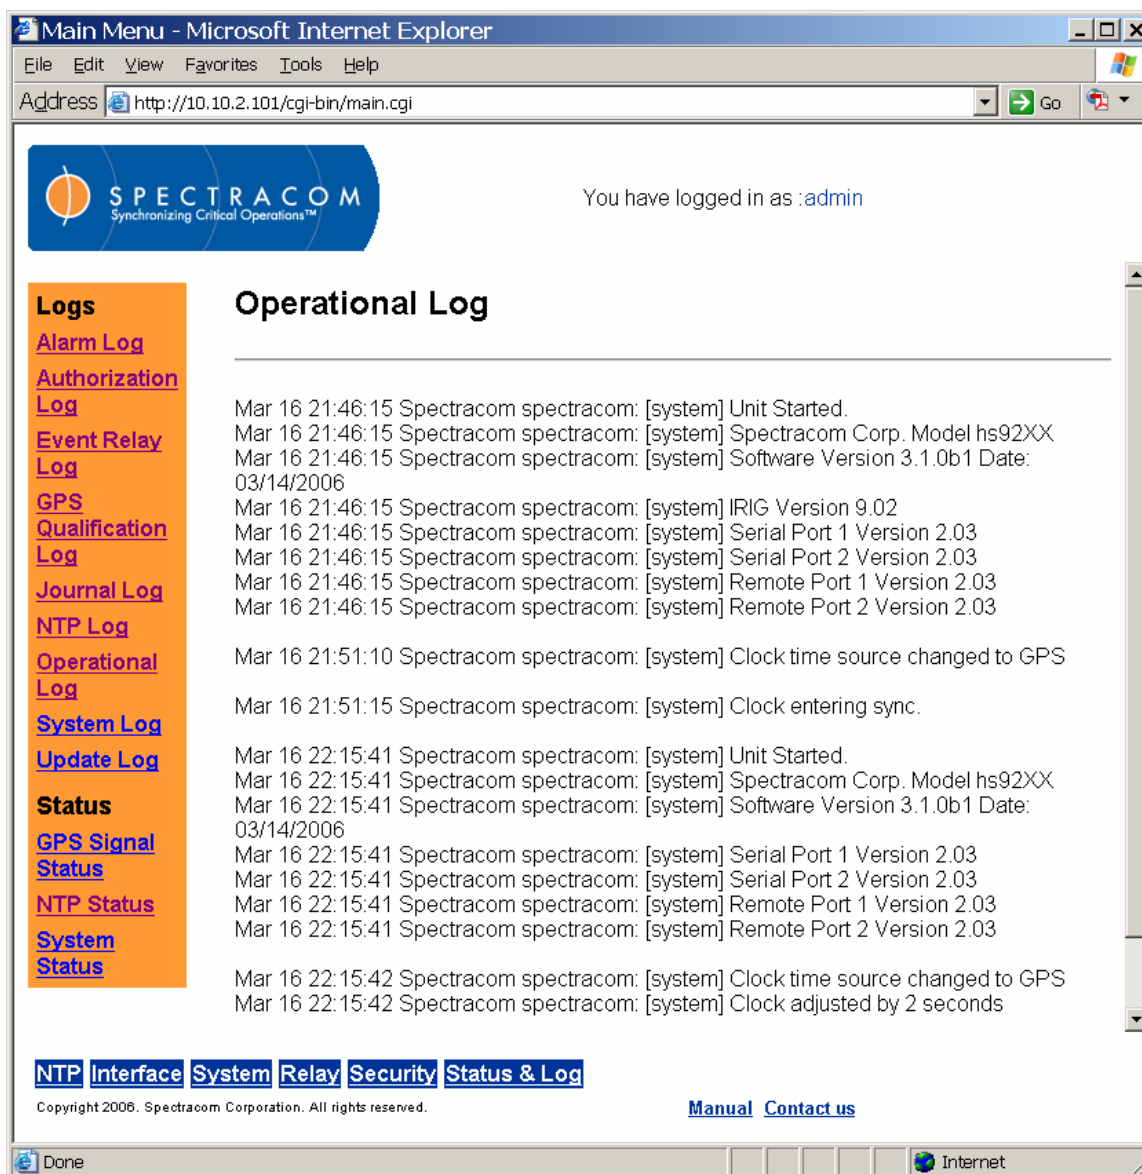 Main Menu - Microsoft Internet Explorer
File Edit View Favorites Tools Help
Address http://10.10.2.101/cgi-bin/main.cgi Go
SPECTRACOM
Synchronizing Critical Operations™
You have logged in as :admin
Logs
Alarm Log
Authorization
Log
Event Relay
Log
GPS
Qualification
Log
Journal Log
NTP Log
Operational
Log
System Log
Update Log
Status
GPS Signal
Status
NTP Status
System
Status
Operational Log
Mar 16 21:46:15 Spectracom spectracom: [system] Unit Started.
Mar 16 21:46:15 Spectracom spectracom: [system] Spectracom Corp. Model hs92XX
Mar 16 21:46:15 Spectracom spectracom: [system] Software Version 3.1.0b1 Date:
03/14/2006
Mar 16 21:46:15 Spectracom spectracom: [system] IRIG Version 9.02
Mar 16 21:46:15 Spectracom spectracom: [system] Serial Port 1 Version 2.03
Mar 16 21:46:15 Spectracom spectracom: [system] Serial Port 2 Version 2.03
Mar 16 21:46:15 Spectracom spectracom: [system] Remote Port 1 Version 2.03
Mar 16 21:46:15 Spectracom spectracom: [system] Remote Port 2 Version 2.03
Mar 16 21:51:10 Spectracom spectracom: [system] Clock time source changed to GPS
Mar 16 21:51:15 Spectracom spectracom: [system] Clock entering sync.
Mar 16 22:15:41 Spectracom spectracom: [system] Unit Started.
Mar 16 22:15:41 Spectracom spectracom: [system] Spectracom Corp. Model hs92XX
Mar 16 22:15:41 Spectracom spectracom: [system] Software Version 3.1.0b1 Date:
03/14/2006
Mar 16 22:15:41 Spectracom spectracom: [system] Serial Port 1 Version 2.03
Mar 16 22:15:41 Spectracom spectracom: [system] Serial Port 2 Version 2.03
Mar 16 22:15:41 Spectracom spectracom: [system] Remote Port 1 Version 2.03
Mar 16 22:15:41 Spectracom spectracom: [system] Remote Port 2 Version 2.03
Mar 16 22:15:42 Spectracom spectracom: [system] Clock time source changed to GPS
Mar 16 22:15:42 Spectracom spectracom: [system] Clock adjusted by 2 seconds
NTP Interface System Relay Security Status & Log
Copyright 2006. Spectracom Corporation. All rights reserved. Manual Contact us
Done Internet